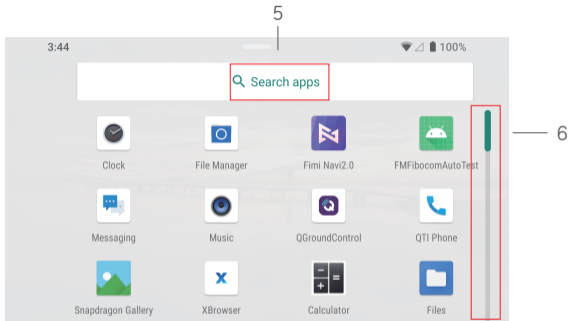 5
3:44 100%
Search apps
6
Clock File Manager Fimi Navi2.0 FMFibocomAutoTest
Messaging Music QGroundControl QTI Phone
X
Snapdragon Gallery XBrowser Calculator Files